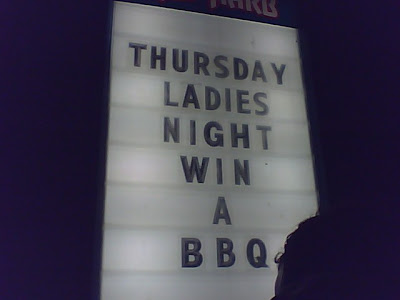 THURSDAY
LADIES
NIGHT
WIN
A
BBQ